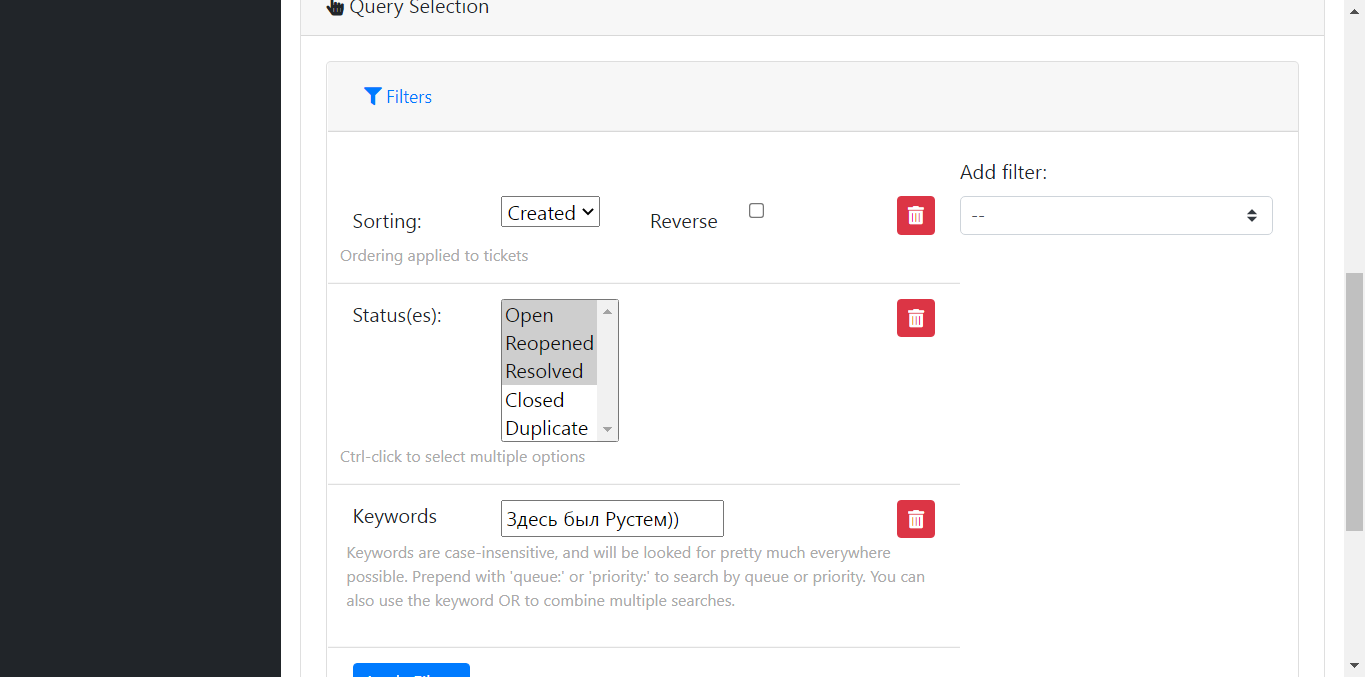 Query Selection
Filters
Add filter:
Sorting:
Created
Reverse
--
Ordering applied to tickets
Status(es):
Open
Reopened
Resolved
Closed
Duplicate
Ctrl-click to select multiple options
Keywords
Здесь был Рустем))
Keywords are case-insensitive, and will be looked for pretty much everywhere
possible. Prepend with 'queue:' or 'priority:' to search by queue or priority. You can
also use the keyword OR to combine multiple searches.